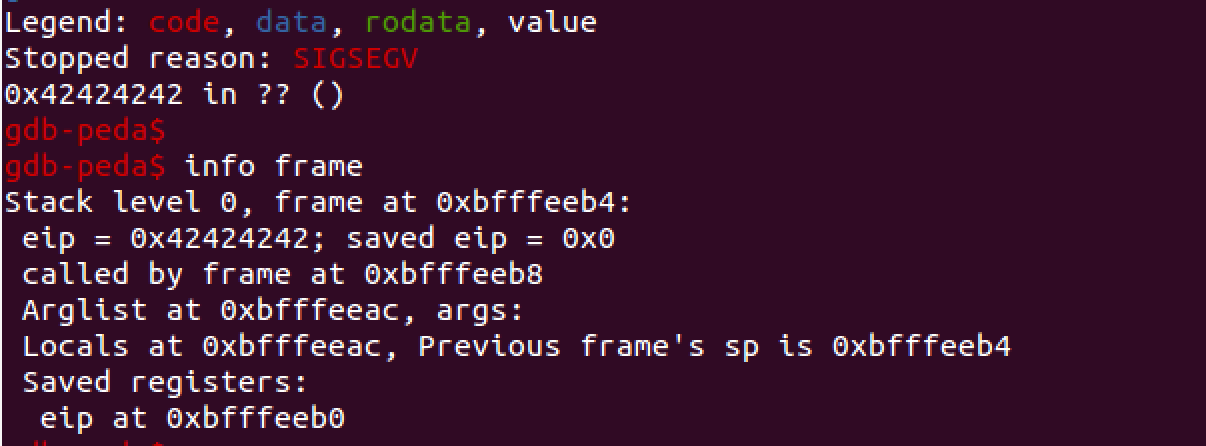 Legend: code, data, rodata, value
Stopped reason: SIGSEGV
0x42424242 in ?? ()
gdb-peda$
gdb-peda$ info frame
Stack level 0, frame at 0xbfffeeb4:
 eip = 0x42424242; saved eip = 0x0
 called by frame at 0xbfffeeb8
 Arglist at 0xbfffeeac, args:
 Locals at 0xbfffeeac, Previous frame's sp is 0xbfffeeb4
 Saved registers:
  eip at 0xbfffeeb0